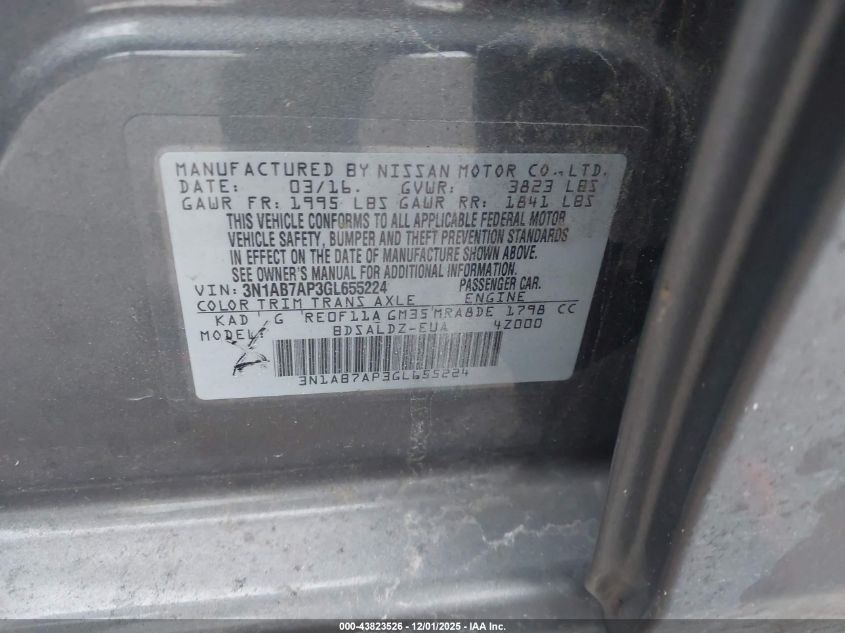 MANUFACTURED BY NISSAN MOTOR CO., LTD.
DATE: 03/16. GVWR: 3823 LBS
GAWR FR: 1995 LBS GAWR RR: 1841 LBS
THIS VEHICLE CONFORMS TO ALL APPLICABLE FEDERAL MOTOR
VEHICLE SAFETY, BUMPER AND THEFT PREVENTION STANDARDS
IN EFFECT ON THE DATE OF MANUFACTURE SHOWN ABOVE.
SEE OWNER'S MANUAL FOR ADDITIONAL INFORMATION.
VIN: 3N1AB7AP3GL655224 PASSENGER CAR.
COLOR TRIM TRANS AXLE ENGINE
KAD G RE0F11A GM35 MRA8DE 1798 CC
MODEL: BDSALDZ-EUA 4Z000
3N1AB7AP3GL655224
000-43823526 - 12/01/2025 - IAA Inc.